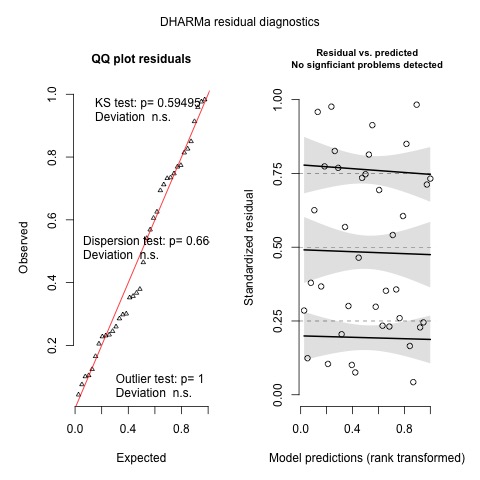 DHARMa residual diagnostics
QQ plot residuals
KS test: p= 0.59495
Deviation n.s.
Dispersion test: p= 0.66
Deviation n.s.
Outlier test: p= 1
Deviation n.s.
Observed
0.2
0.4
0.6
0.8
1.0
0.0
0.4
0.8
Expected
Residual vs. predicted
No signficiant problems detected
Standardized residual
0.00
0.25
0.50
0.75
1.00
0.0
0.4
0.8
Model predictions (rank transformed)